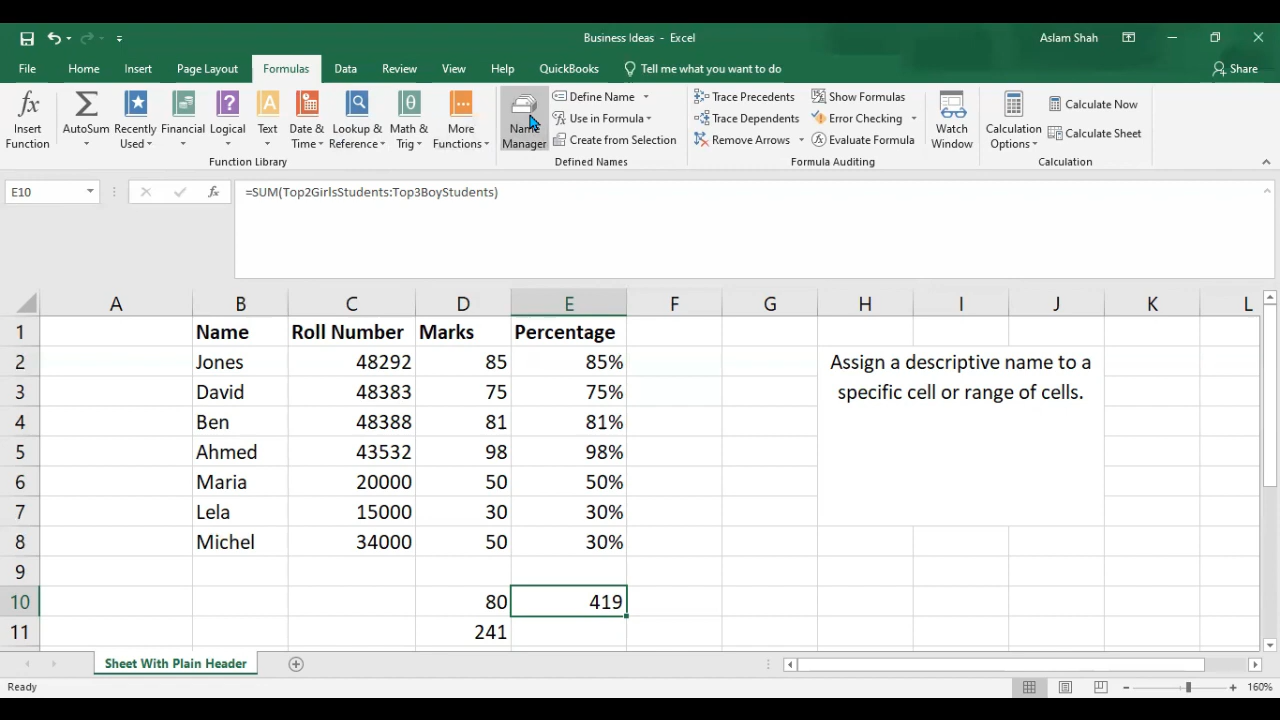 Business Ideas - Excel
Aslam Shah
File Home Insert Page Layout Formulas Data Review View Help QuickBooks Tell me what you want to do Share
Insert Function
AutoSum
Recently Used
Financial
Logical
Text
Date & Time
Lookup & Reference
Math & Trig
More Functions
Function Library
Name Manager
Define Name
Use in Formula
Create from Selection
Defined Names
Trace Precedents
Trace Dependents
Remove Arrows
Show Formulas
Error Checking
Evaluate Formula
Formula Auditing
Watch Window
Calculation Options
Calculate Now
Calculate Sheet
Calculation
E10 fx =SUM(Top2GirlsStudents:Top3BoyStudents)
A B C D E F G H I J K L
1 Name Roll Number Marks Percentage
2 Jones 48292 85 85% Assign a descriptive name to a
3 David 48383 75 75% specific cell or range of cells.
4 Ben 48388 81 81%
5 Ahmed 43532 98 98%
6 Maria 20000 50 50%
7 Lela 15000 30 30%
8 Michel 34000 50 30%
9
10 80 419
11 241
Sheet With Plain Header
Ready 160%